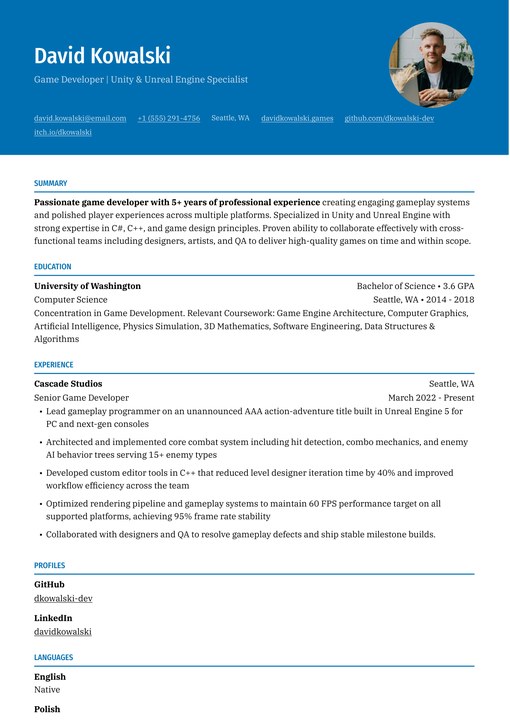 David Kowalski
Game Developer | Unity & Unreal Engine Specialist
david.kowalski@email.com +1 (555) 291-4756 Seattle, WA davidkowalski.games github.com/dkowalski-dev
itch.io/dkowalski
SUMMARY
Passionate game developer with 5+ years of professional experience creating engaging gameplay systems
and polished player experiences across multiple platforms. Specialized in Unity and Unreal Engine with
strong expertise in C#, C++, and game design principles. Proven ability to collaborate effectively with cross-
functional teams including designers, artists, and QA to deliver high-quality games on time and within scope.
EDUCATION
University of Washington Bachelor of Science • 3.6 GPA
Computer Science Seattle, WA • 2014 - 2018
Concentration in Game Development. Relevant Coursework: Game Engine Architecture, Computer Graphics,
Artificial Intelligence, Physics Simulation, 3D Mathematics, Software Engineering, Data Structures &
Algorithms
EXPERIENCE
Cascade Studios Seattle, WA
Senior Game Developer March 2022 - Present
• Lead gameplay programmer on an unannounced AAA action-adventure title built in Unreal Engine 5 for
PC and next-gen consoles
• Architected and implemented core combat system including hit detection, combo mechanics, and enemy
AI behavior trees serving 15+ enemy types
• Developed custom editor tools in C++ that reduced level designer iteration time by 40% and improved
workflow efficiency across the team
• Optimized rendering pipeline and gameplay systems to maintain 60 FPS performance target on all
supported platforms, achieving 95% frame rate stability
• Collaborated with designers and QA to resolve gameplay defects and ship stable milestone builds.
PROFILES
GitHub
dkowalski-dev
LinkedIn
davidkowalski
LANGUAGES
English
Native
Polish